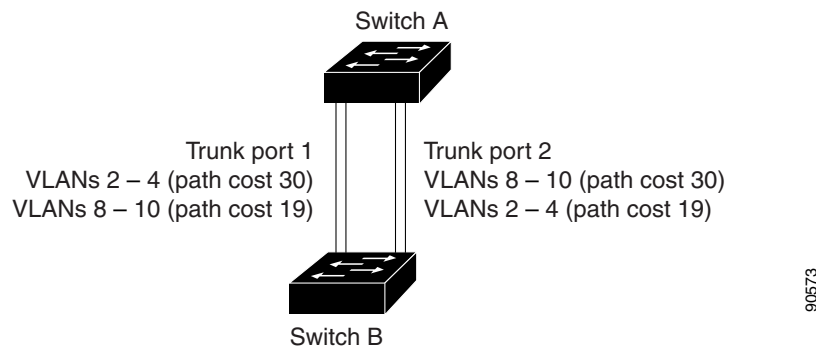 Switch A
Trunk port 1
VLANs 2 – 4 (path cost 30)
VLANs 8 – 10 (path cost 19)
Trunk port 2
VLANs 8 – 10 (path cost 30)
VLANs 2 – 4 (path cost 19)
Switch B
90573